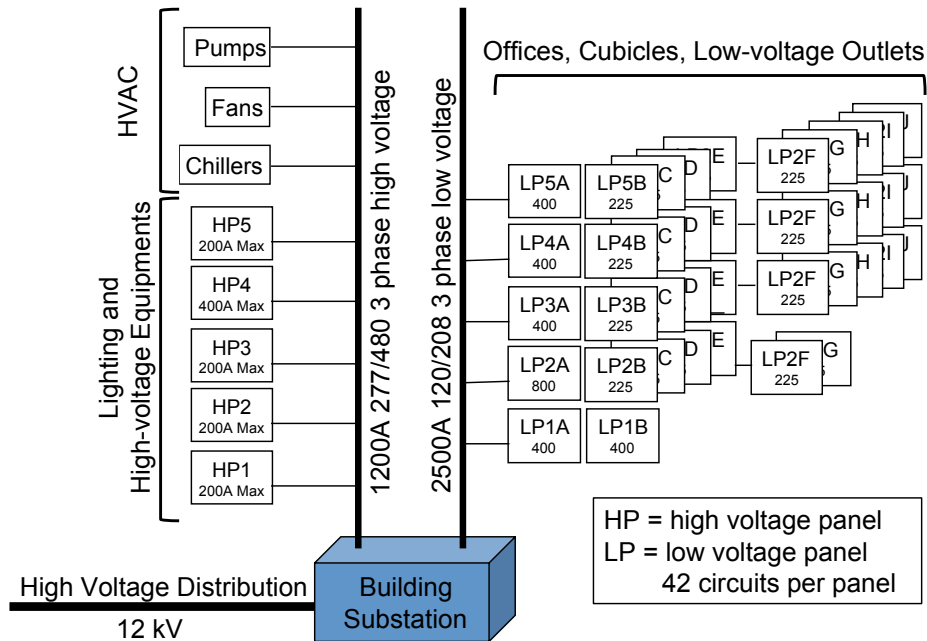 HVAC
Pumps
Fans
Chillers
Lighting and
High-voltage Equipments
HP5
200A Max
HP4
400A Max
HP3
200A Max
HP2
200A Max
HP1
200A Max
1200A 277/480 3 phase high voltage
2500A 120/208 3 phase low voltage
Offices, Cubicles, Low-voltage Outlets
LP5A
400
LP5B
225
C
D
E
LP2F
225
G
H
2I
J
LP4A
400
LP4B
225
C
D
E
LP2F
225
G
H
2I
LP3A
400
LP3B
225
C
D
E
LP2F
225
G
H
2I
LP2A
800
LP2B
225
C
D
E
LP2F
225
G
LP1A
400
LP1B
400
HP = high voltage panel
LP = low voltage panel
42 circuits per panel
High Voltage Distribution
12 kV
Building
Substation